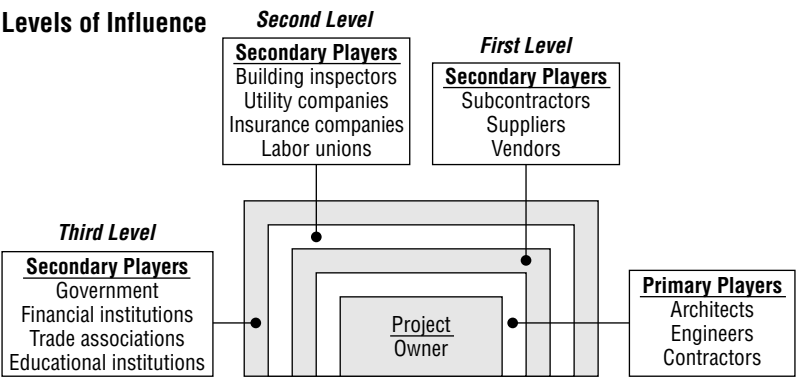 Levels of Influence
Second Level
Secondary Players
Building inspectors
Utility companies
Insurance companies
Labor unions
First Level
Secondary Players
Subcontractors
Suppliers
Vendors
Third Level
Secondary Players
Government
Financial institutions
Trade associations
Educational institutions
Project
Owner
Primary Players
Architects
Engineers
Contractors